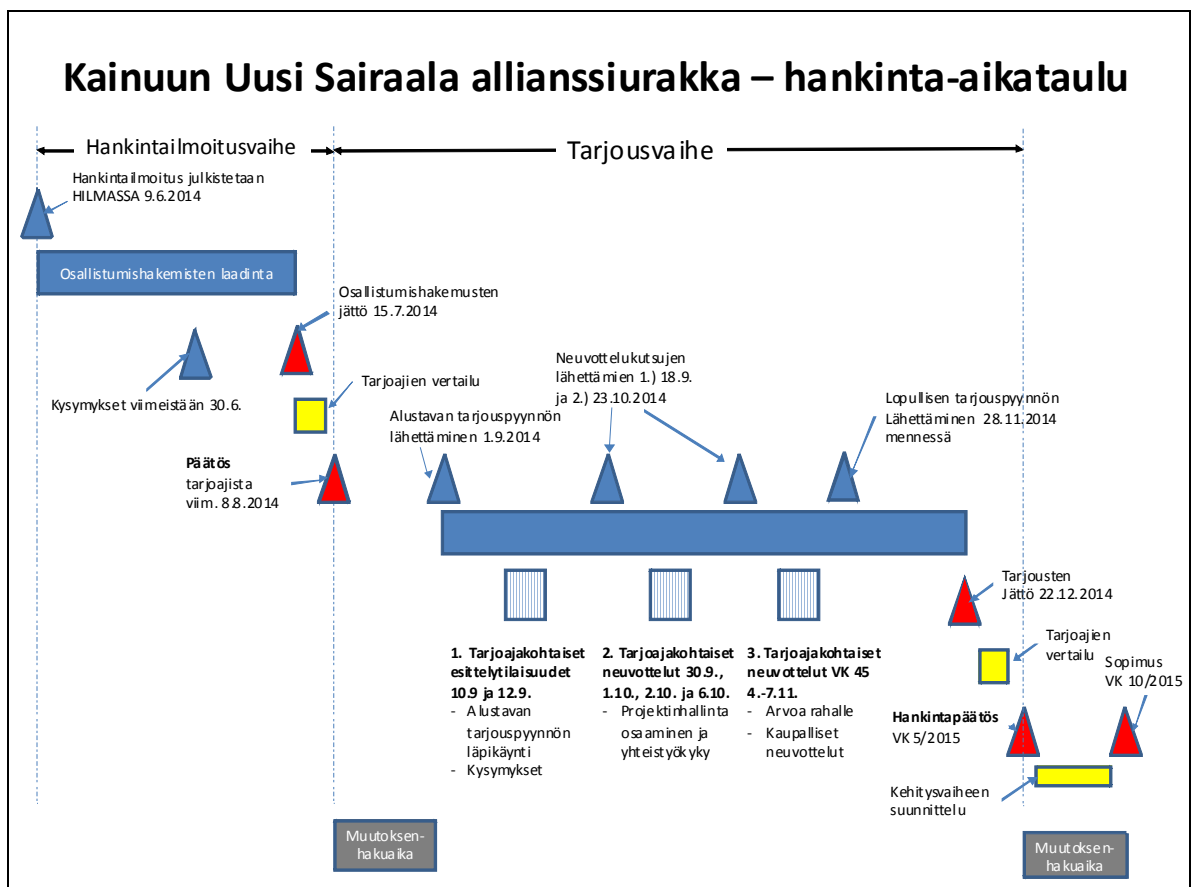 Kainuun Uusi Sairaala allianssiurakka – hankinta-aikataulu
Hankintailmoitusvaihe
Tarjousvaihe
Hankintailmoitus julkistetaan
HILMASSA 9.6.2014
Osallistumishakemisten laadinta
Osallistumishakemusten
jättö 15.7.2014
Kysymykset viimeistään 30.6.
Tarjoajien vertailu
Päätös
tarjoajista
viim. 8.8.2014
Alustavan tarjouspyynnön
lähettäminen 1.9.2014
Neuvottelukutsujen
lähettämien 1.) 18.9.
ja 2.) 23.10.2014
Lopullisen tarjouspyynnön
Lähettäminen 28.11.2014
mennessä
1. Tarjoajakohtaiset
esittelytilaisuudet
10.9 ja 12.9.
- Alustavan
tarjouspyynnön
läpikäynti
- Kysymykset
2. Tarjoajakohtaiset
neuvottelut 30.9.,
1.10., 2.10. ja 6.10.
- Projektinhallinta
osaaminen ja
yhteistyökyky
3. Tarjoajakohtaiset
neuvottelut VK 45
4.-7.11.
- Arvoa rahalle
- Kaupalliset
neuvottelut
Tarjousten
Jättö 22.12.2014
Tarjoajien
vertailu
Sopimus
VK 10/2015
Hankintapäätös
VK 5/2015
Kehitysvaiheen
suunnittelu
Muutoksen-
hakuaika
Muutoksen-
hakuaika